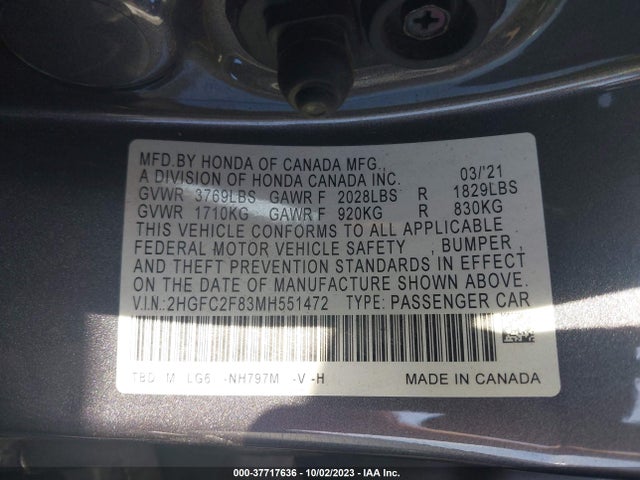 MFD.BY HONDA OF CANADA MFG.,
A DIVISION OF HONDA CANADA INC. 03/'21
GVWR 3769LBS GAWR F 2028LBS R 1829LBS
GVWR 1710KG GAWR F 920KG R 830KG
THIS VEHICLE CONFORMS TO ALL APPLICABLE
FEDERAL MOTOR VEHICLE SAFETY , BUMPER ,
AND THEFT PREVENTION STANDARDS IN EFFECT
ON THE DATE OF MANUFACTURE SHOWN ABOVE.
V.I.N.:2HGFC2F83MH551472 TYPE: PASSENGER CAR
TBD M LG6 -NH797M -V -H MADE IN CANADA
000-37717636 - 10/02/2023 - IAA Inc.